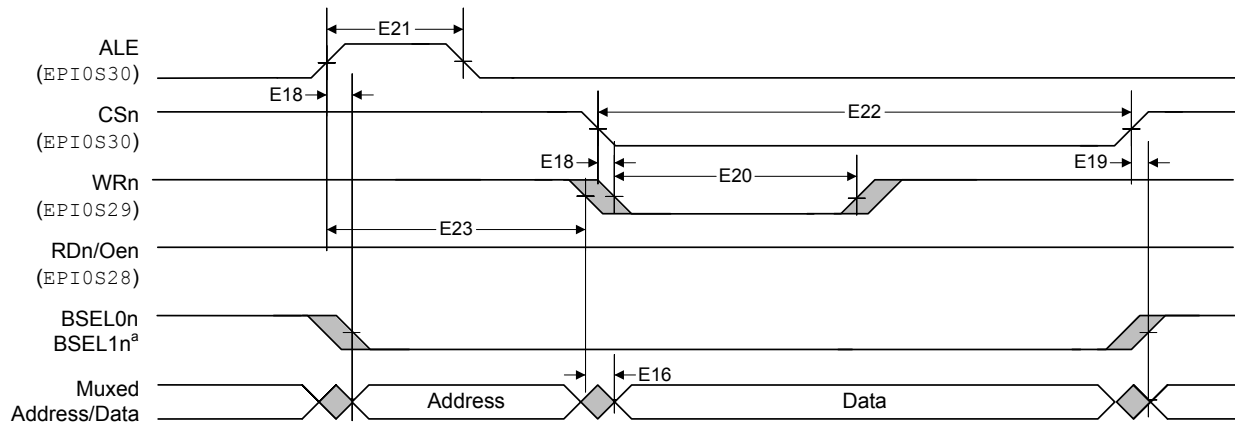 E21
ALE
(EPI0S30)
E18
CSn
E22
(EPI0S30)
E18
E19
WRn
E20
(EPI0S29)
E23
RDn/Oen
(EPI0S28)
BSEL0n
BSEL1nᵃ
E16
Muxed
Address/Data
Address
Data